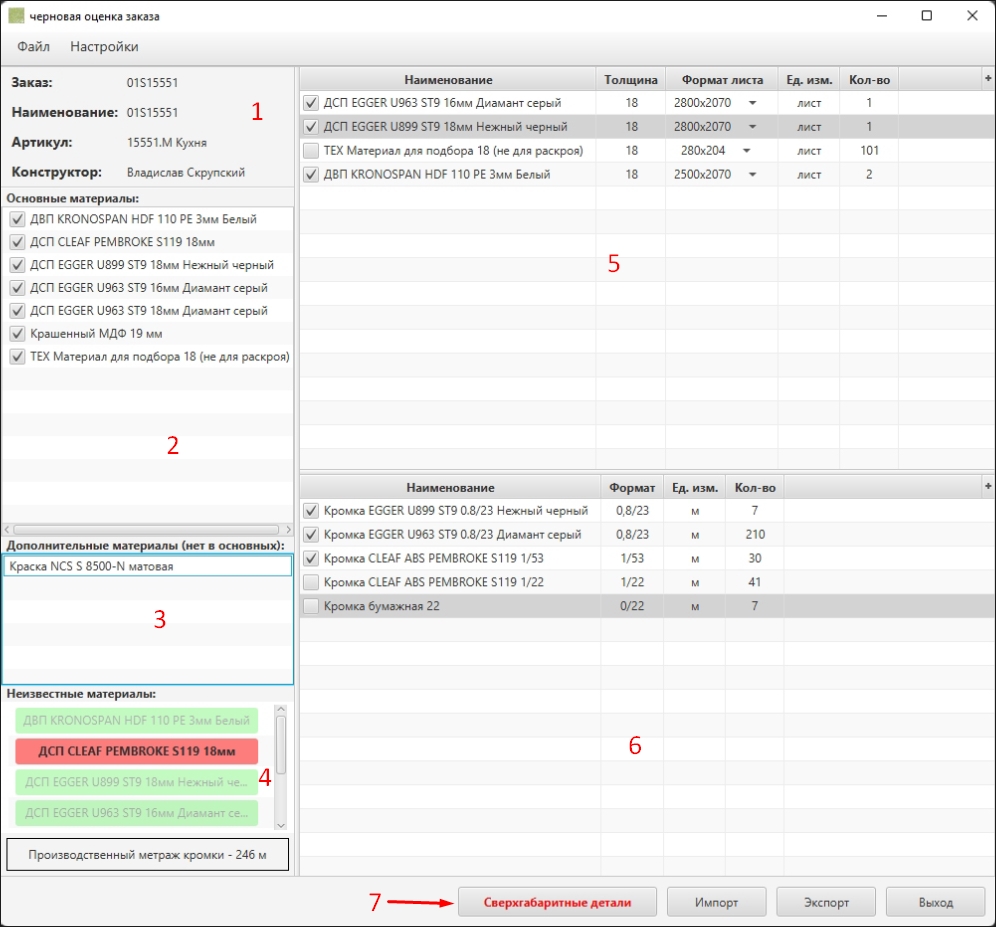 черновая оценка заказа
Файл Настройки
Заказ: 01S15551
Наименование: 01S15551
1
Артикул: 15551.М Кухня
Конструктор: Владислав Скрупский
Основные материалы:
ДВП KRONOSPAN HDF 110 PE 3мм Белый
ДСП CLEAF PEMBROKE S119 18мм
ДСП EGGER U899 ST9 18мм Нежный черный
ДСП EGGER U963 ST9 16мм Диамант серый
ДСП EGGER U963 ST9 18мм Диамант серый
Крашенный МДФ 19 мм
ТЕХ Материал для подбора 18 (не для раскроя)
2
Дополнительные материалы (нет в основных):
Краска NCS S 8500-N матовая
3
Неизвестные материалы:
ДВП KRONOSPAN HDF 110 PE 3мм Белый
ДСП CLEAF PEMBROKE S119 18мм
ДСП EGGER U899 ST9 18мм Нежный че...
4
ДСП EGGER U963 ST9 16мм Диамант се...
Производственный метраж кромки - 246 м
Наименование Толщина Формат листа Ед. изм. Кол-во +
ДСП EGGER U963 ST9 16мм Диамант серый 18 2800x2070 лист 1
ДСП EGGER U899 ST9 18мм Нежный черный 18 2800x2070 лист 1
ТЕХ Материал для подбора 18 (не для раскроя) 18 280x204 лист 101
ДВП KRONOSPAN HDF 110 PE 3мм Белый 18 2500x2070 лист 2
5
Наименование Формат Ед. изм. Кол-во +
Кромка EGGER U899 ST9 0.8/23 Нежный черный 0,8/23 м 7
Кромка EGGER U963 ST9 0.8/23 Диамант серый 0,8/23 м 210
Кромка CLEAF ABS PEMBROKE S119 1/53 1/53 м 30
Кромка CLEAF ABS PEMBROKE S119 1/22 1/22 м 41
Кромка бумажная 22 0/22 м 7
6
7 Сверхгабаритные детали Импорт Экспорт Выход